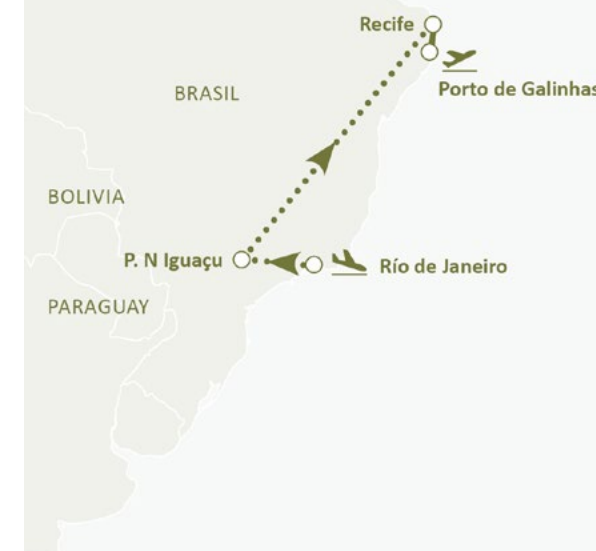 Recife
Porto de Galinhas
BRASIL
BOLIVIA
P. N Iguaçu
Río de Janeiro
PARAGUAY